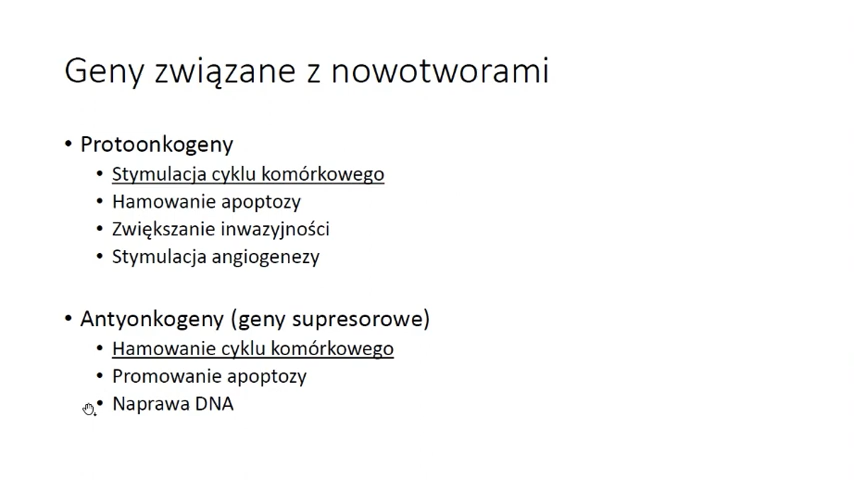 Geny związane z nowotworami
• Protoonkogeny
• Stymulacja cyklu komórkowego
• Hamowanie apoptozy
• Zwiększanie inwazyjności
• Stymulacja angiogenezy
• Antyonkogeny (geny supresorowe)
• Hamowanie cyklu komórkowego
• Promowanie apoptozy
• Naprawa DNA